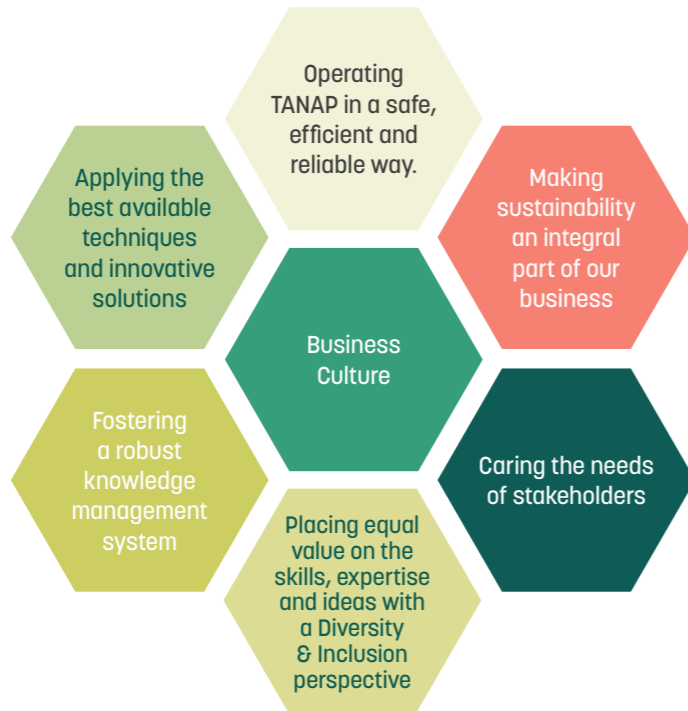 Operating
TANAP in a safe,
efficient and
reliable way.
Applying the
best available
techniques
and innovative
solutions
Making
sustainability
an integral
part of our
business
Business
Culture
Fostering
a robust
knowledge
management
system
Caring the needs
of stakeholders
Placing equal
value on the
skills, expertise
and ideas with
a Diversity
& Inclusion
perspective